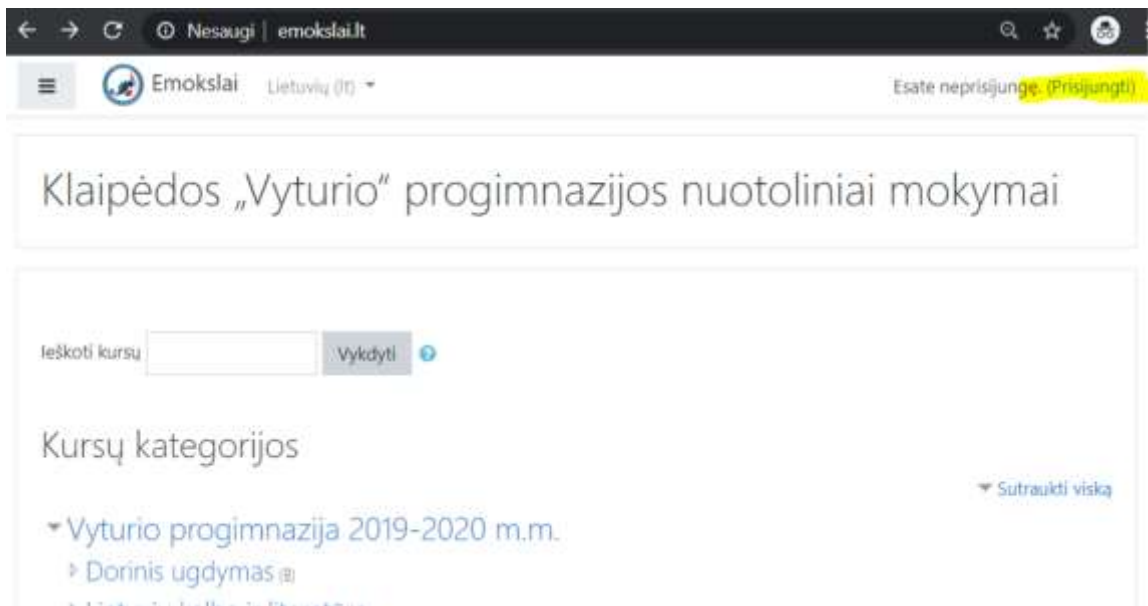 Nesaugi | emokslai.lt
Emokslai Lietuvių (lt) Esate neprisijungę. (Prisijungti)
Klaipėdos „Vyturio“ progimnazijos nuotoliniai mokymai
Ieškoti kursų Vykdyti
Kursų kategorijos
Sutraukti viską
Vyturio progimnazija 2019-2020 m.m.
Dorinis ugdymas